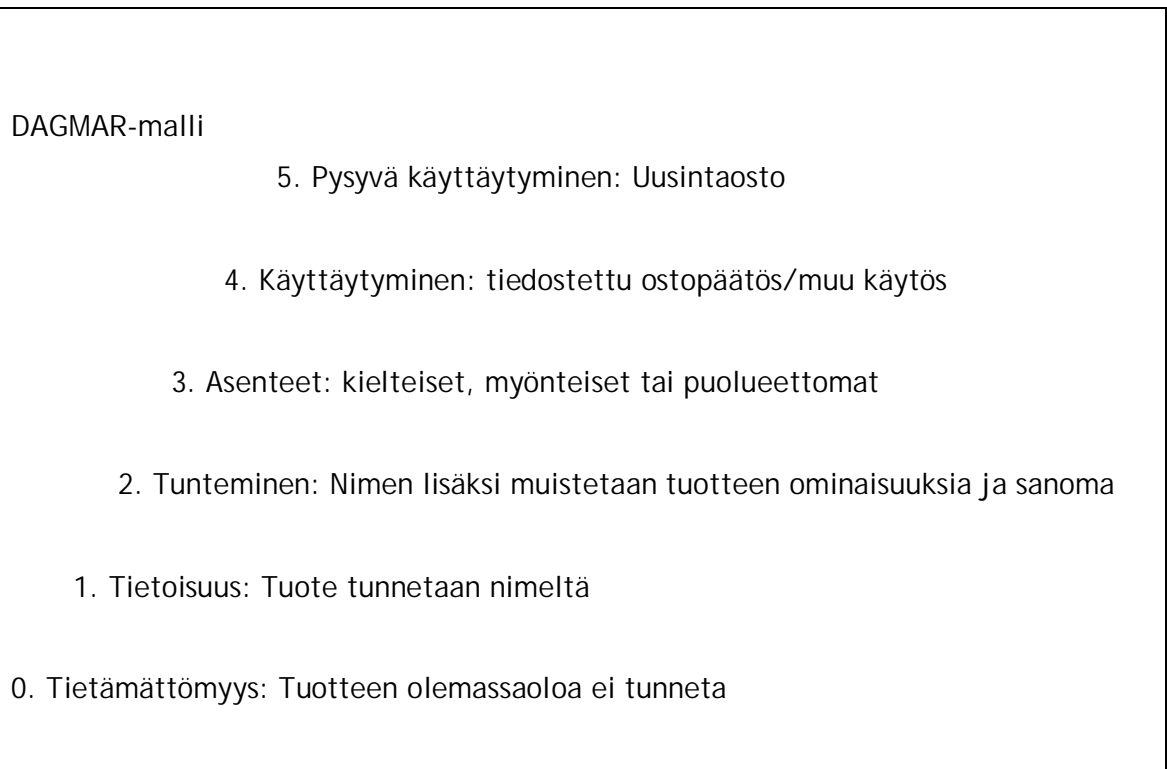 DAGMAR-malli
5. Pysyvä käyttäytyminen: Uusintaosto
4. Käyttäytyminen: tiedostettu ostopäätös/muu käytös
3. Asenteet: kielteiset, myönteiset tai puolueettomat
2. Tunteminen: Nimen lisäksi muistetaan tuotteen ominaisuuksia ja sanoma
1. Tietoisuus: Tuote tunnetaan nimeltä
0. Tietämättömyys: Tuotteen olemassaoloa ei tunneta